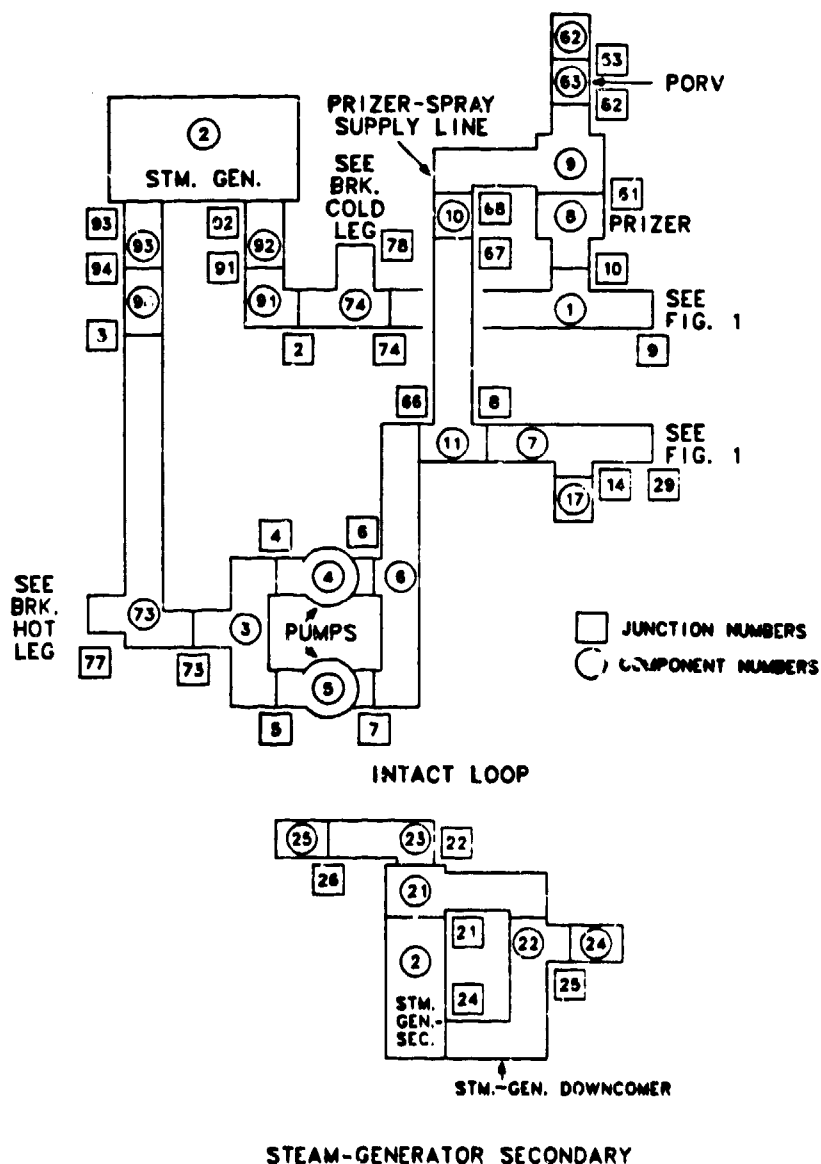 62
53
63
PORV
62
PRIZER-SPRAY
SUPPLY LINE
2
STM. GEN.
SEE
BRK.
COLD
LEG
9
61
93
92
10
68
8
PRIZER
93
92
78
67
10
94
91
91
74
1
SEE
FIG. 1
3
2
74
9
66
8
11
7
SEE
FIG. 1
17
14
29
4
6
SEE
BRK.
HOT
LEG
73
3
4
6
PUMPS
JUNCTION NUMBERS
COMPONENT NUMBERS
77
73
5
5
7
INTACT LOOP
25
23
22
26
21
21
22
24
2
24
25
STM.
GEN.-
SEC.
STM.-GEN. DOWNCOMER
STEAM-GENERATOR SECONDARY